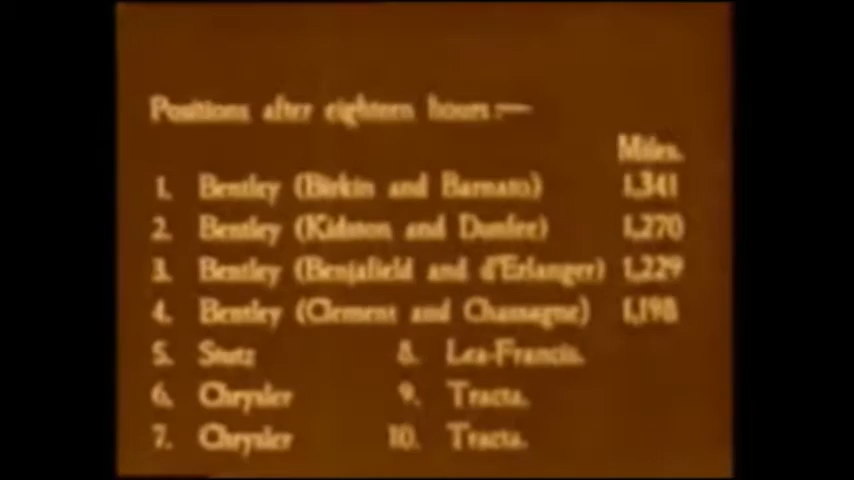 Positions after eighteen hours:—
Miles.
1. Bentley (Birkin and Barnato) 1,341
2. Bentley (Kidston and Dunfee) 1,270
3. Bentley (Benjafield and d'Erlanger) 1,229
4. Bentley (Clement and Chassagne) 1,198
5. Stutz 8. Lea-Francis.
6. Chrysler 9. Tracta.
7. Chrysler 10. Tracta.